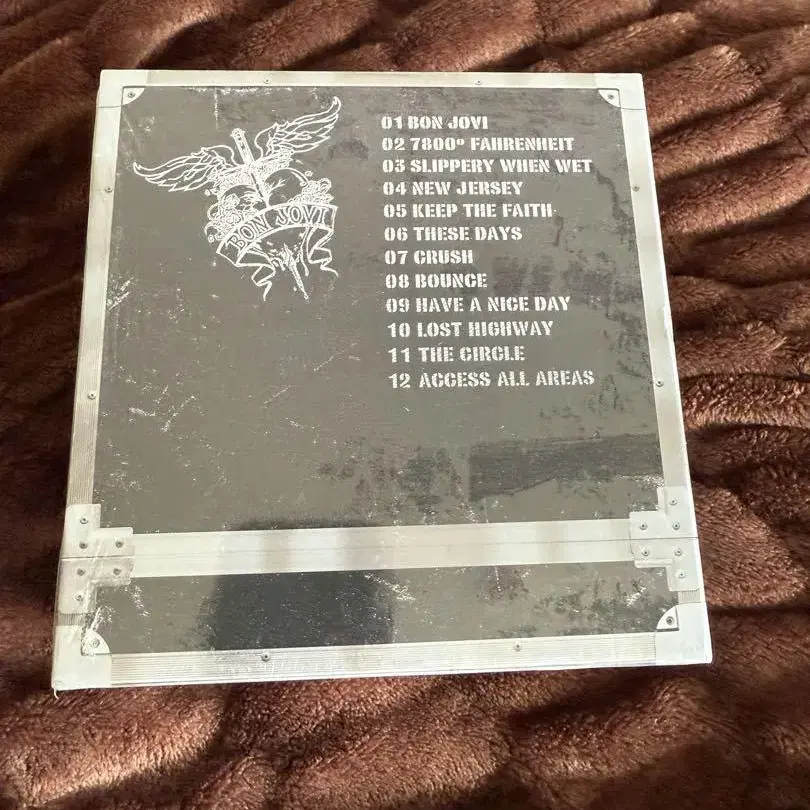 BON JOVI
01 BON JOVI
02 7800º FAHRENHEIT
03 SLIPPERY WHEN WET
04 NEW JERSEY
05 KEEP THE FAITH
06 THESE DAYS
07 CRUSH
08 BOUNCE
09 HAVE A NICE DAY
10 LOST HIGHWAY
11 THE CIRCLE
12 ACCESS ALL AREAS